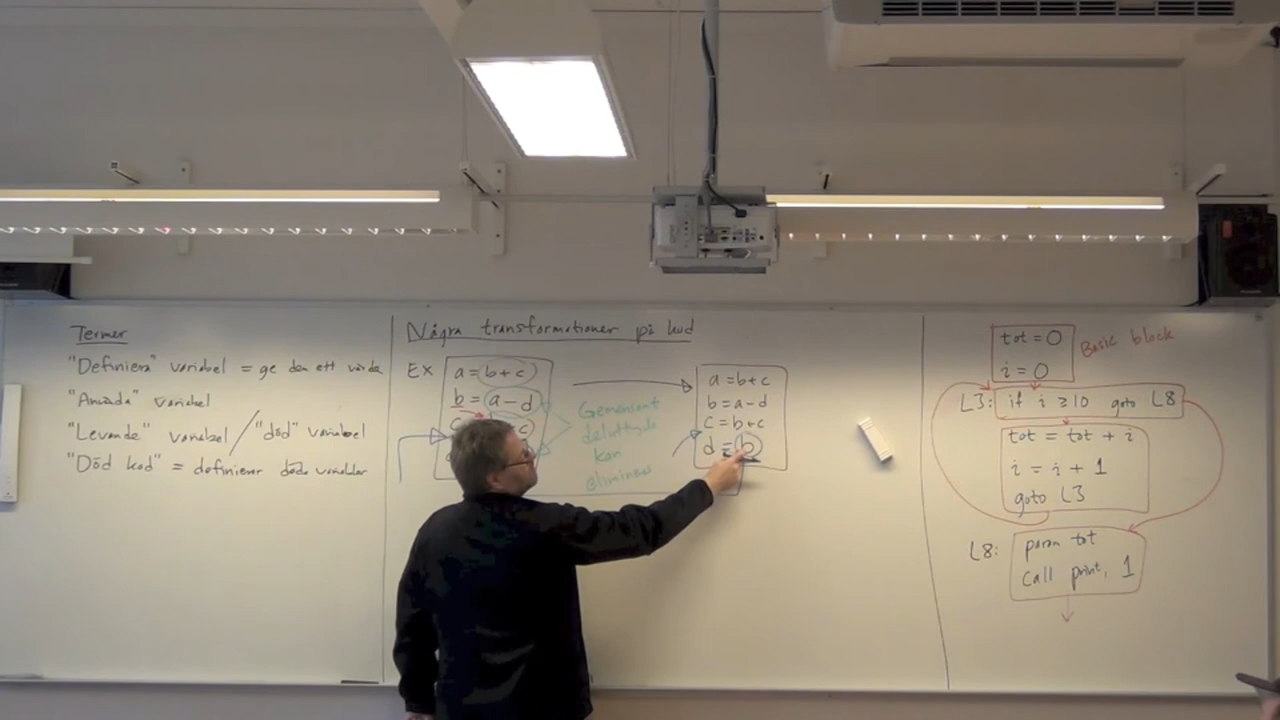 Termer
"Definiera" variabel = ge den ett värde
"Använda" variabel
"Levande" variabel / "död" variabel
"Död kod" = definierar döda variabler
Några transformationer på kod
EX
a = b + c
b = a - d
c
Gemensamt
deluttryck
kan
elimineras
a = b + c
b = a - d
c = b + c
d = b
tot = 0
i = 0
Basic block
L3: if i ≥ 10 goto L8
tot = tot + i
i = i + 1
goto L3
L8:
param tot
call print, 1